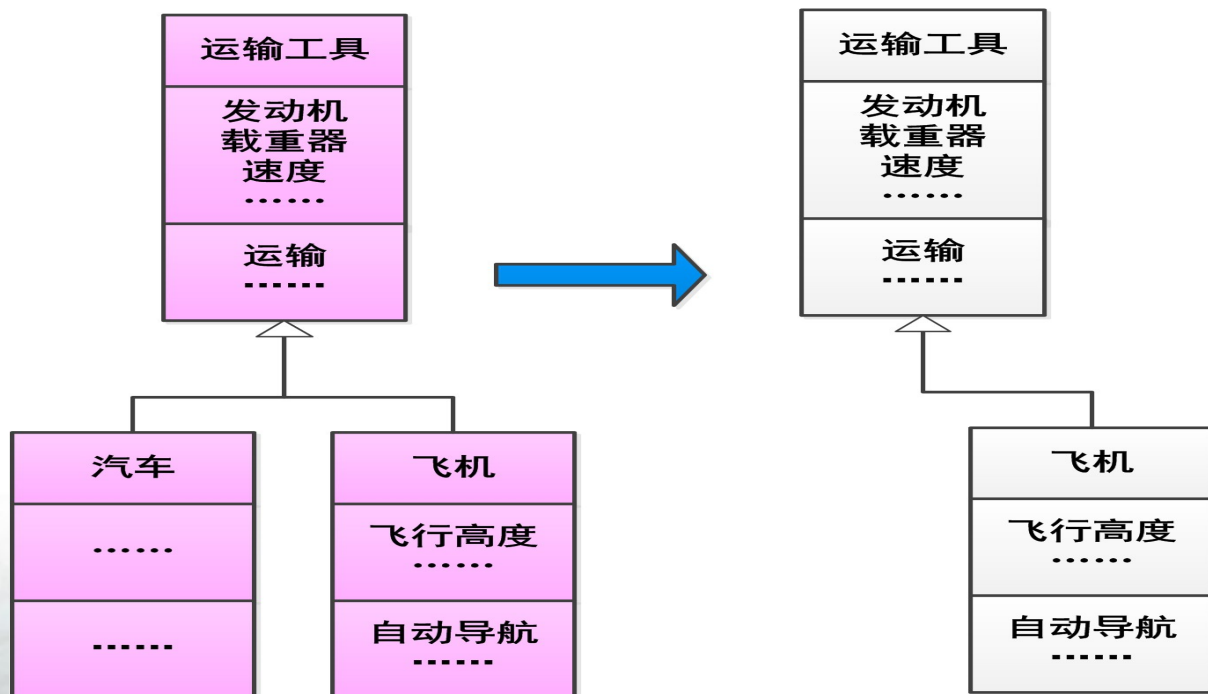 运输工具
发动机
载重器
速度
······
运输
------
汽车
······
------
飞机
飞行高度
······
自动导航
------
运输工具
发动机
载重器
速度
······
运输
------
飞机
飞行高度
······
自动导航
------